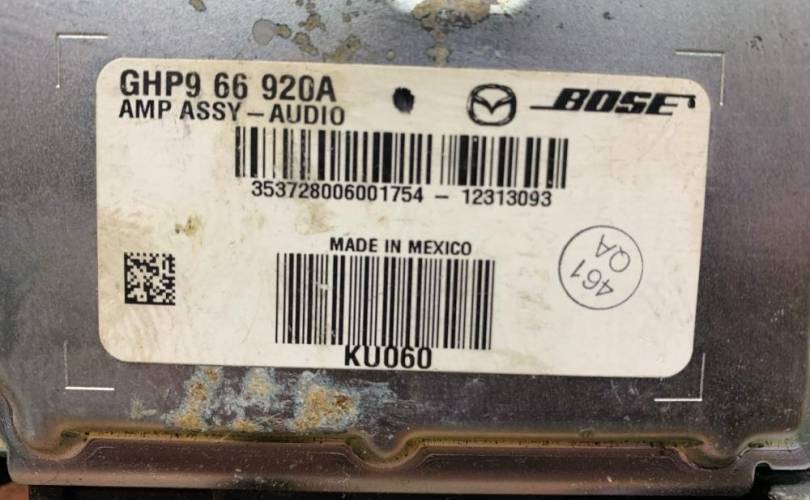 GHP9 66 920A
AMP ASSY – AUDIO
BOSE
353728006001754 – 12313093
MADE IN MEXICO
461
QA
KU060